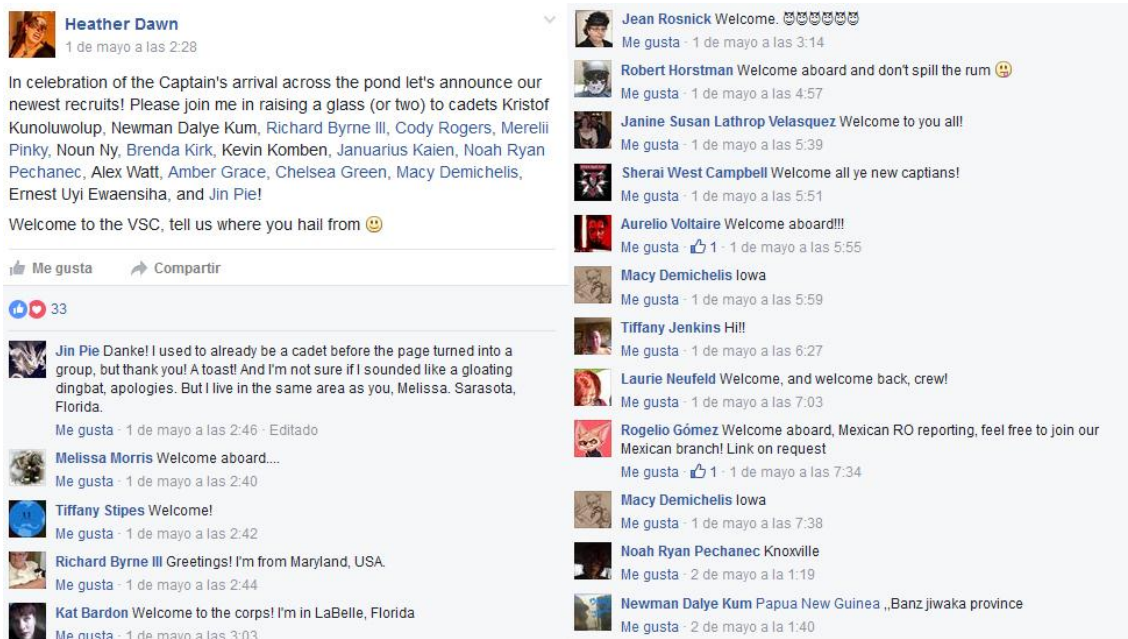 Heather Dawn
1 de mayo a las 2:28
In celebration of the Captain's arrival across the pond let's announce our
newest recruits! Please join me in raising a glass (or two) to cadets Kristof
Kunoluwolup, Newman Dalye Kum, Richard Byrne III, Cody Rogers, Merelii
Pinky, Noun Ny, Brenda Kirk, Kevin Komben, Januarius Kaien, Noah Ryan
Pechanec, Alex Watt, Amber Grace, Chelsea Green, Macy Demichelis,
Ernest Uyi Ewaensiha, and Jin Pie!
Welcome to the VSC, tell us where you hail from 🙂
Me gusta Compartir
33
Jin Pie Danke! I used to already be a cadet before the page turned into a
group, but thank you! A toast! And I'm not sure if I sounded like a gloating
dingbat, apologies. But I live in the same area as you, Melissa. Sarasota,
Florida.
Me gusta · 1 de mayo a las 2:46 · Editado
Melissa Morris Welcome aboard....
Me gusta · 1 de mayo a las 2:40
Tiffany Stipes Welcome!
Me gusta · 1 de mayo a las 2:42
Richard Byrne III Greetings! I'm from Maryland, USA.
Me gusta · 1 de mayo a las 2:44
Kat Bardon Welcome to the corps! I'm in LaBelle, Florida
Me gusta · 1 de mayo a las 3:03
Jean Rosnick Welcome. 😈😈😈😈😈😈
Me gusta · 1 de mayo a las 3:14
Robert Horstman Welcome aboard and don't spill the rum 😛
Me gusta · 1 de mayo a las 4:57
Janine Susan Lathrop Velasquez Welcome to you all!
Me gusta · 1 de mayo a las 5:39
Sherai West Campbell Welcome all ye new captians!
Me gusta · 1 de mayo a las 5:51
Aurelio Voltaire Welcome aboard!!!
Me gusta · 1 · 1 de mayo a las 5:55
Macy Demichelis Iowa
Me gusta · 1 de mayo a las 5:59
Tiffany Jenkins Hi!!
Me gusta · 1 de mayo a las 6:27
Laurie Neufeld Welcome, and welcome back, crew!
Me gusta · 1 de mayo a las 7:03
Rogelio Gómez Welcome aboard, Mexican RO reporting, feel free to join our
Mexican branch! Link on request
Me gusta · 1 · 1 de mayo a las 7:34
Macy Demichelis Iowa
Me gusta · 1 de mayo a las 7:38
Noah Ryan Pechanec Knoxville
Me gusta · 2 de mayo a la 1:19
Newman Dalye Kum Papua New Guinea ,,Banz jiwaka province
Me gusta · 2 de mayo a la 1:40